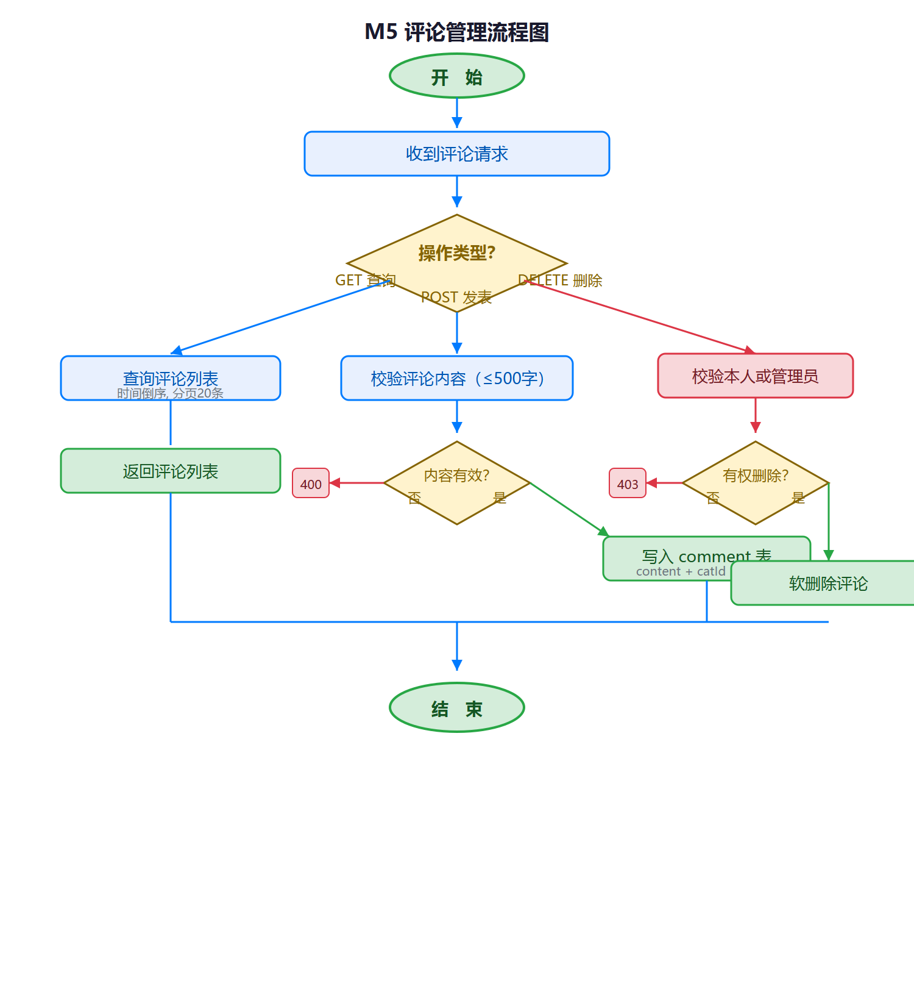 M5 评论管理流程图
开 始
收到评论请求
操作类型?
GET 查询
DELETE 删除
POST 发表
查询评论列表
时间倒序, 分页20条
校验评论内容（≤500字）
校验本人或管理员
返回评论列表
400
内容有效?
否
是
403
有权删除?
否
是
写入 comment 表
content + catId
软删除评论
结 束